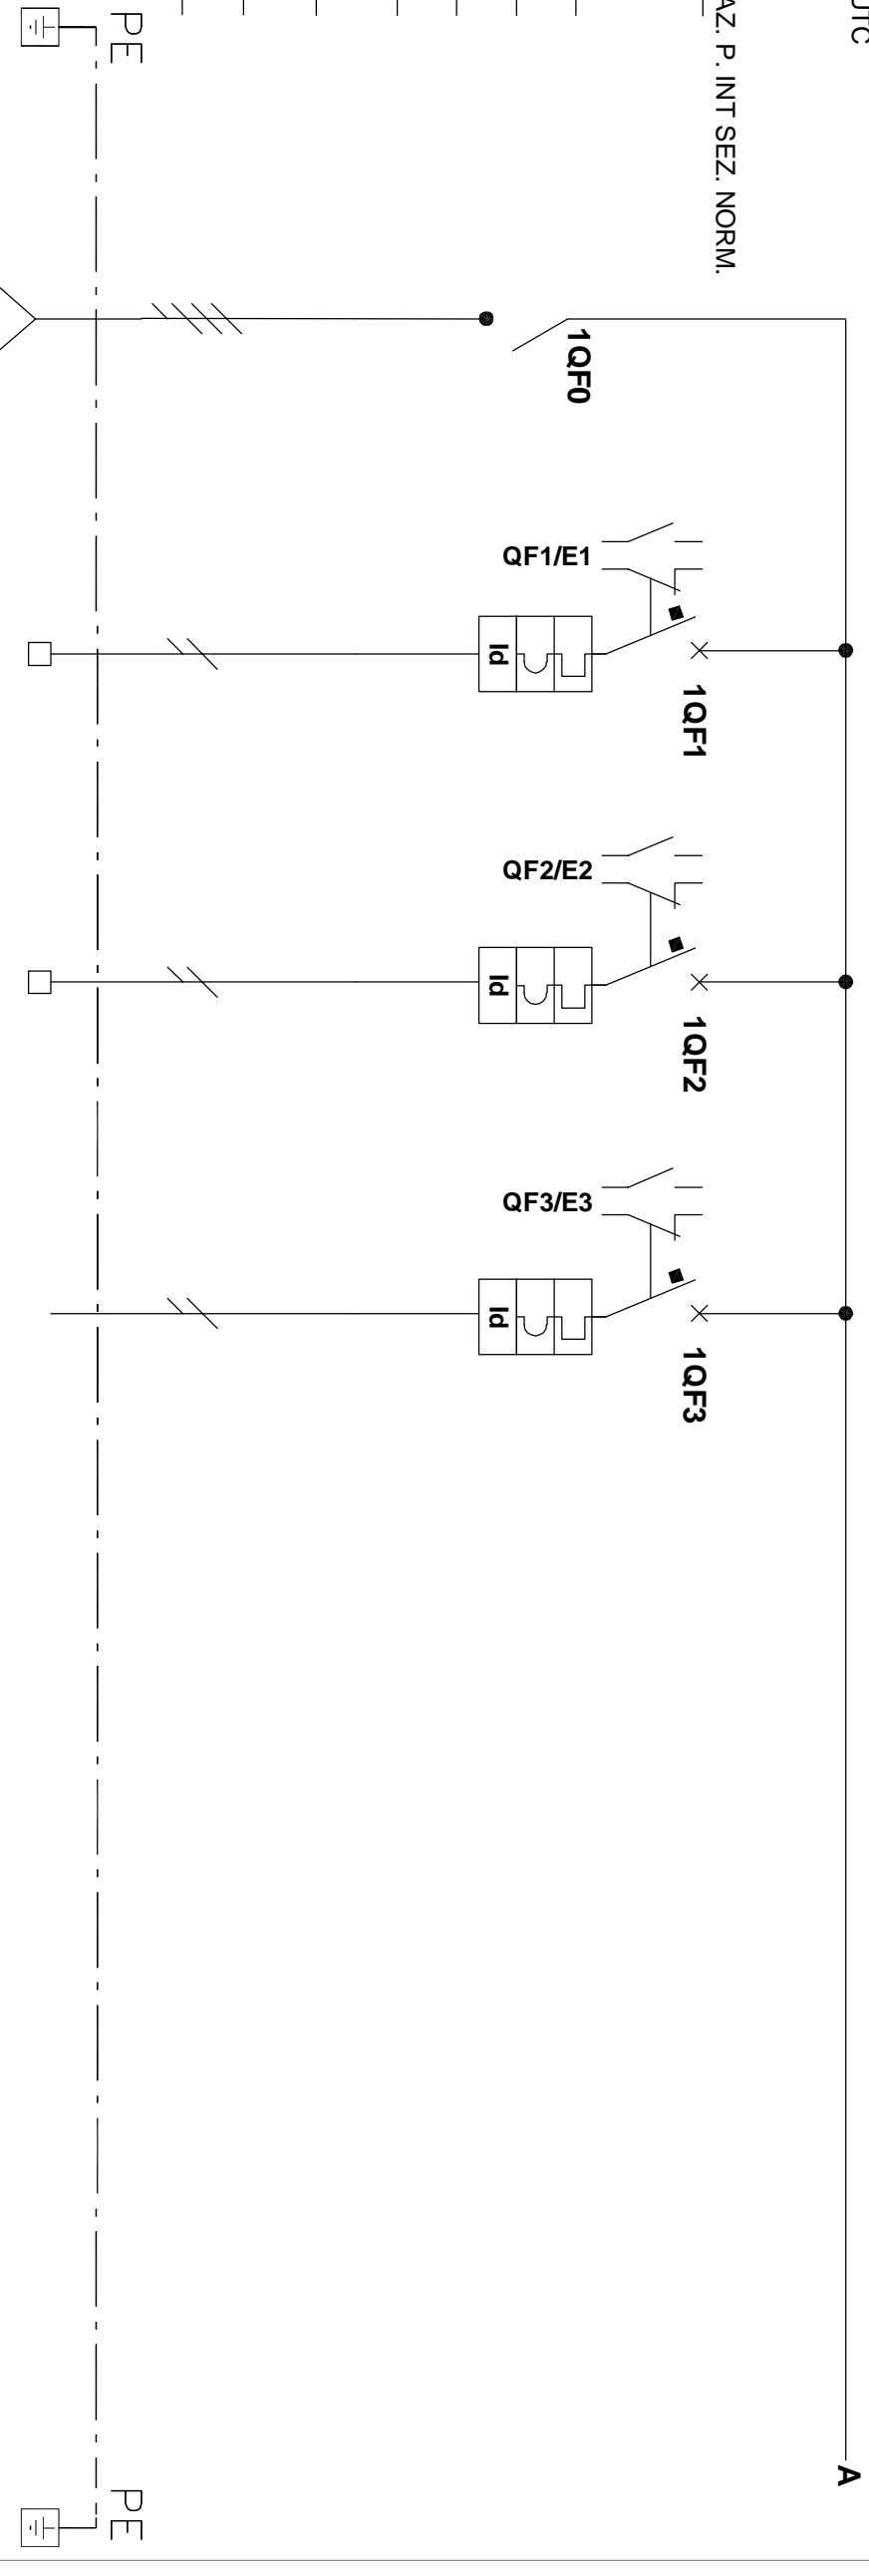 UTC
A
AZ. P. INT SEZ. NORM.
1QF1
1QF2
1QF3
1QF0
QF1/E1
QF2/E2
QF3/E3
Id
Id
Id
PE
PE